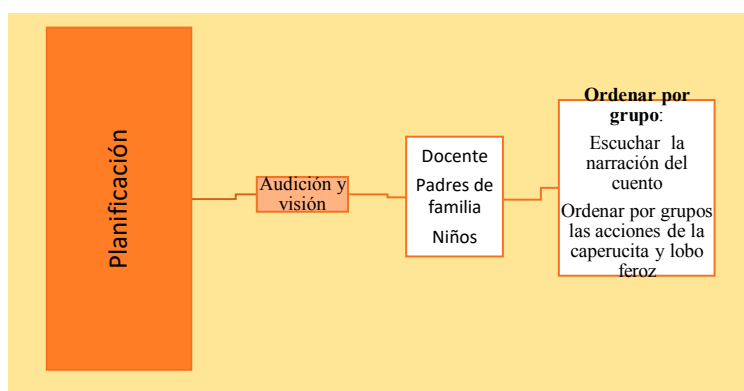 Planificación
Audición y
visión
Docente
Padres de
familia
Niños
Ordenar por
grupo:
Escuchar la
narración del
cuento
Ordenar por grupos
las acciones de la
caperucita y lobo
feroz